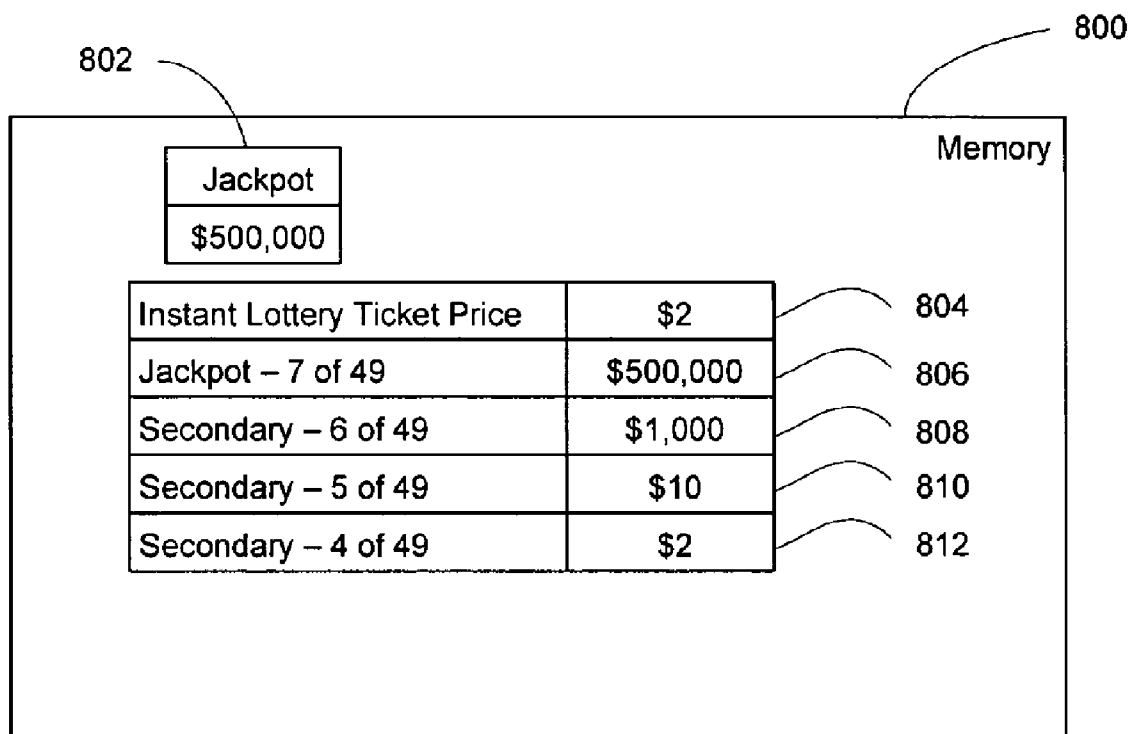 800
802
Memory
Jackpot
$500,000
Instant Lottery Ticket Price $2 804
Jackpot – 7 of 49 $500,000 806
Secondary – 6 of 49 $1,000 808
Secondary – 5 of 49 $10 810
Secondary – 4 of 49 $2 812